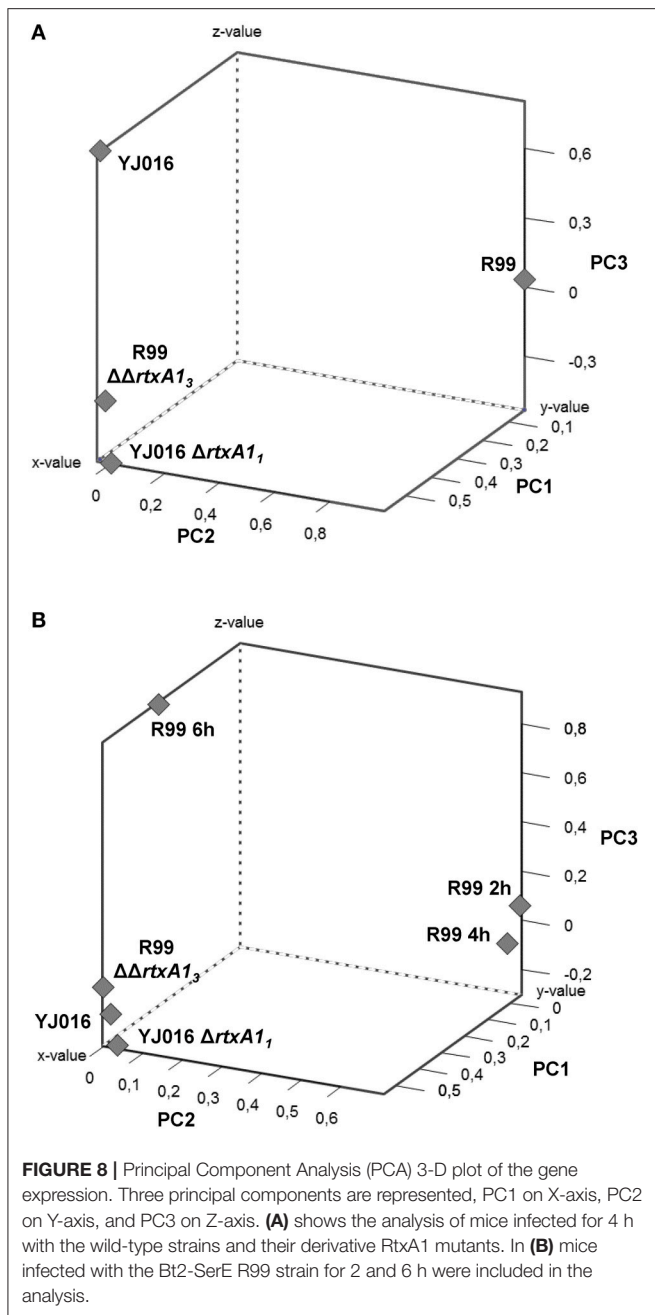 A
z-value
YJ016
0,6
0,3
R99
PC3
0
R99
ΔΔrtxA1₃
-0,3
y-value
0,1
x-value
YJ016 ΔrtxA1₁
0,2
0,3
0
0,4
PC1
0,2
0,5
0,4
PC2
0,6
0,8
B
z-value
R99 6h
0,8
0,6
0,4
PC3
0,2
R99 2h
0
R99 4h
R99
ΔΔrtxA1₃
-0,2
y-value
YJ016
0
YJ016 ΔrtxA1₁
0,1
x-value
0,2
0,3
PC1
0
0,4
0,1
0,5
0,2
PC2
0,3
0,4
0,5
0,6
FIGURE 8 | Principal Component Analysis (PCA) 3-D plot of the gene
expression. Three principal components are represented, PC1 on X-axis, PC2
on Y-axis, and PC3 on Z-axis. (A) shows the analysis of mice infected for 4 h
with the wild-type strains and their derivative RtxA1 mutants. In (B) mice
infected with the Bt2-SerE R99 strain for 2 and 6 h were included in the
analysis.